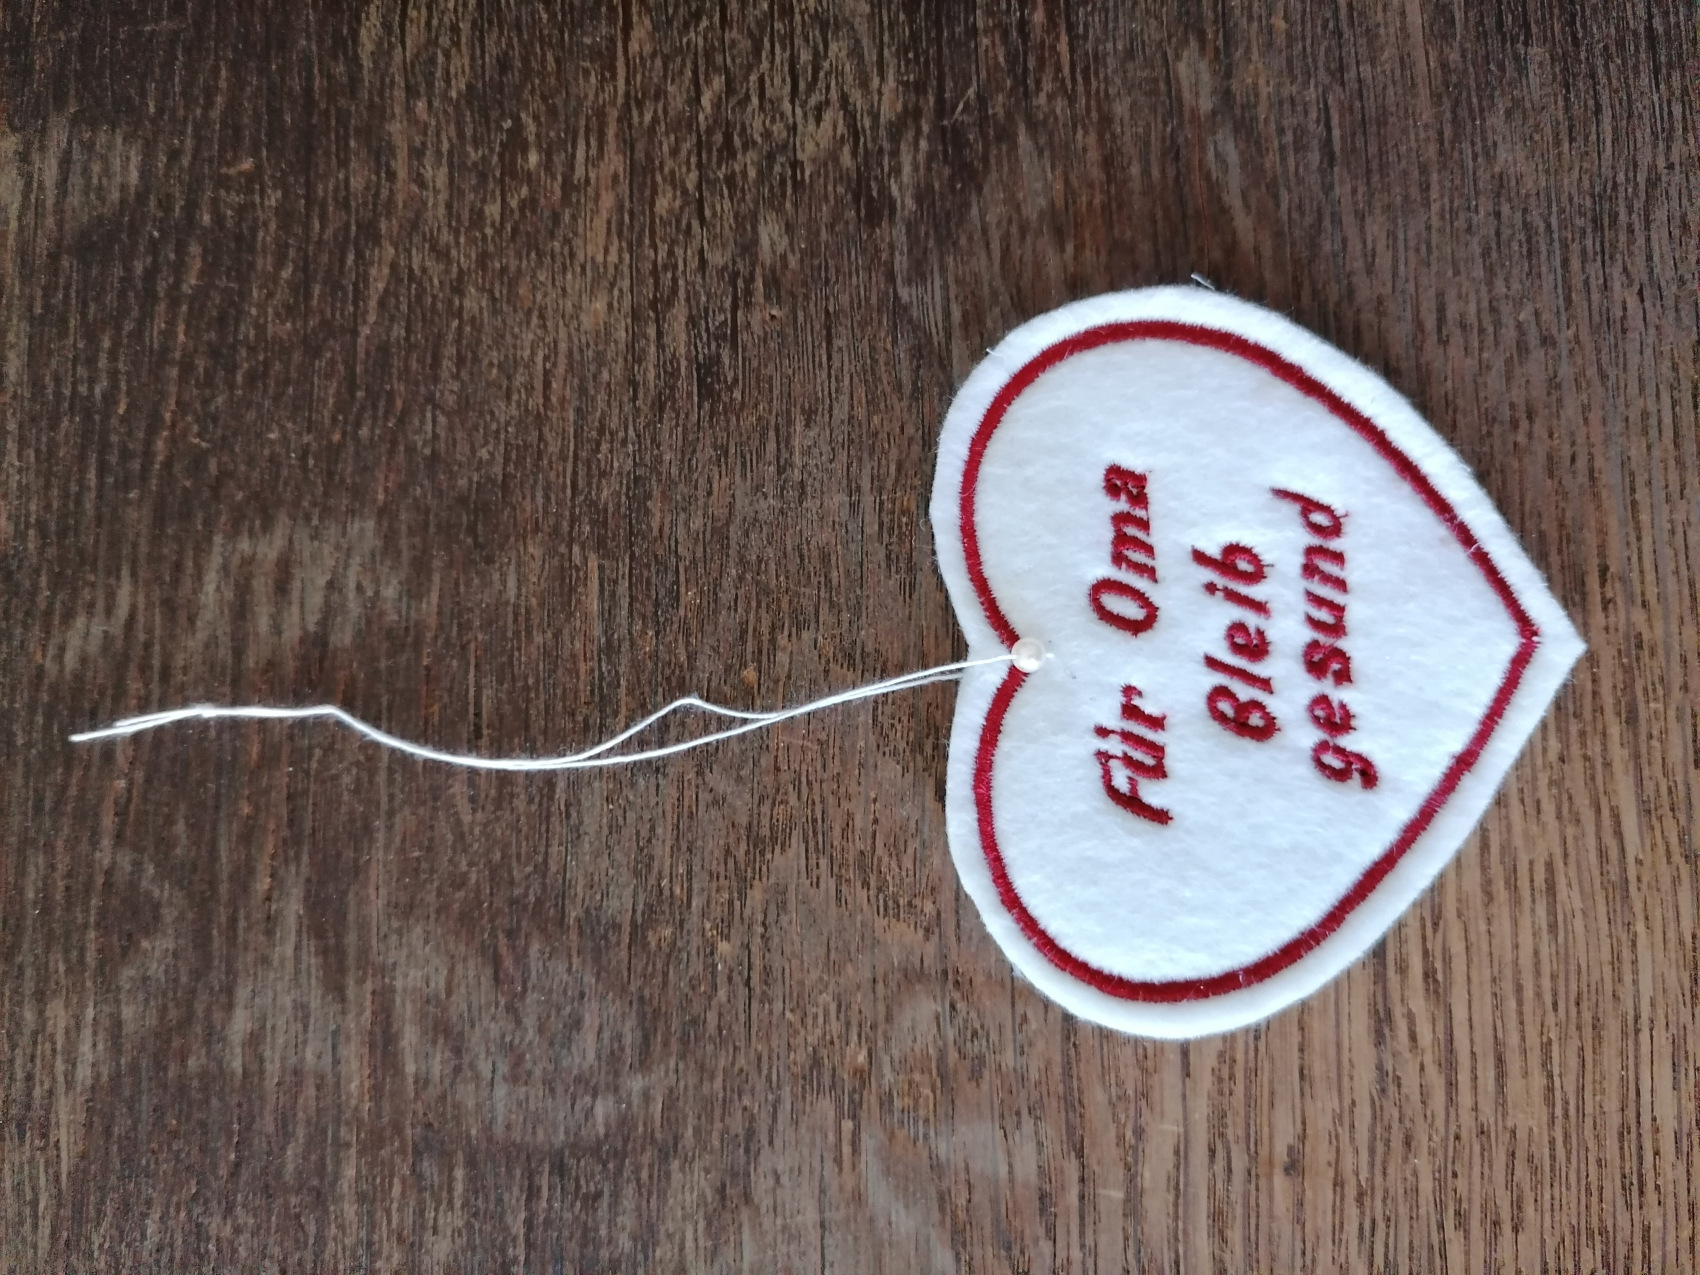 Für Oma
Bleib
gesund